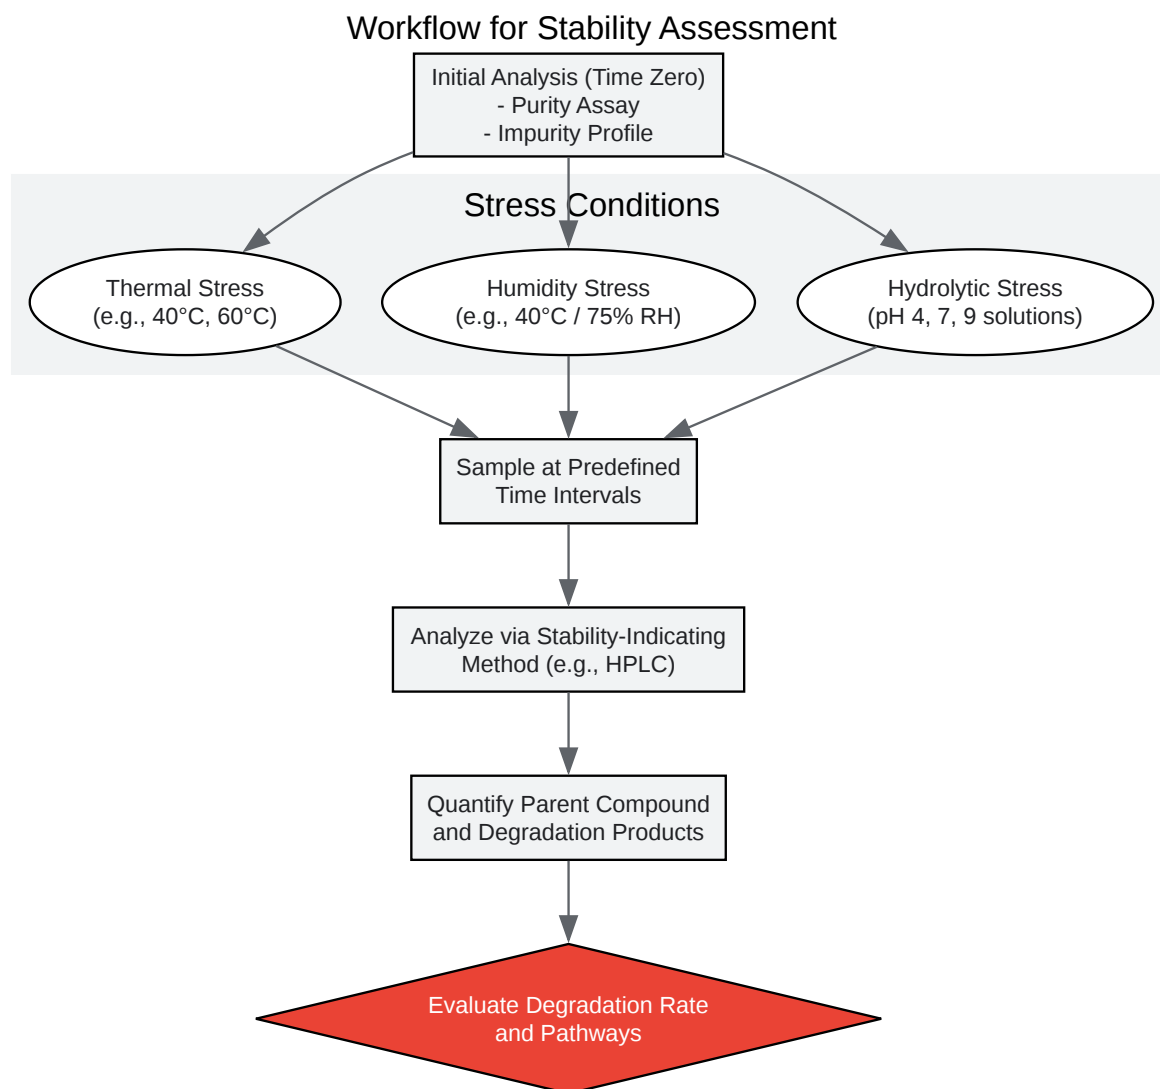 Workflow for Stability Assessment
Initial Analysis (Time Zero)
- Purity Assay
- Impurity Profile
Stress Conditions
Thermal Stress
(e.g., 40°C, 60°C)
Humidity Stress
(e.g., 40°C / 75% RH)
Hydrolytic Stress
(pH 4, 7, 9 solutions)
Sample at Predefined
Time Intervals
Analyze via Stability-Indicating
Method (e.g., HPLC)
Quantify Parent Compound
and Degradation Products
Evaluate Degradation Rate
and Pathways